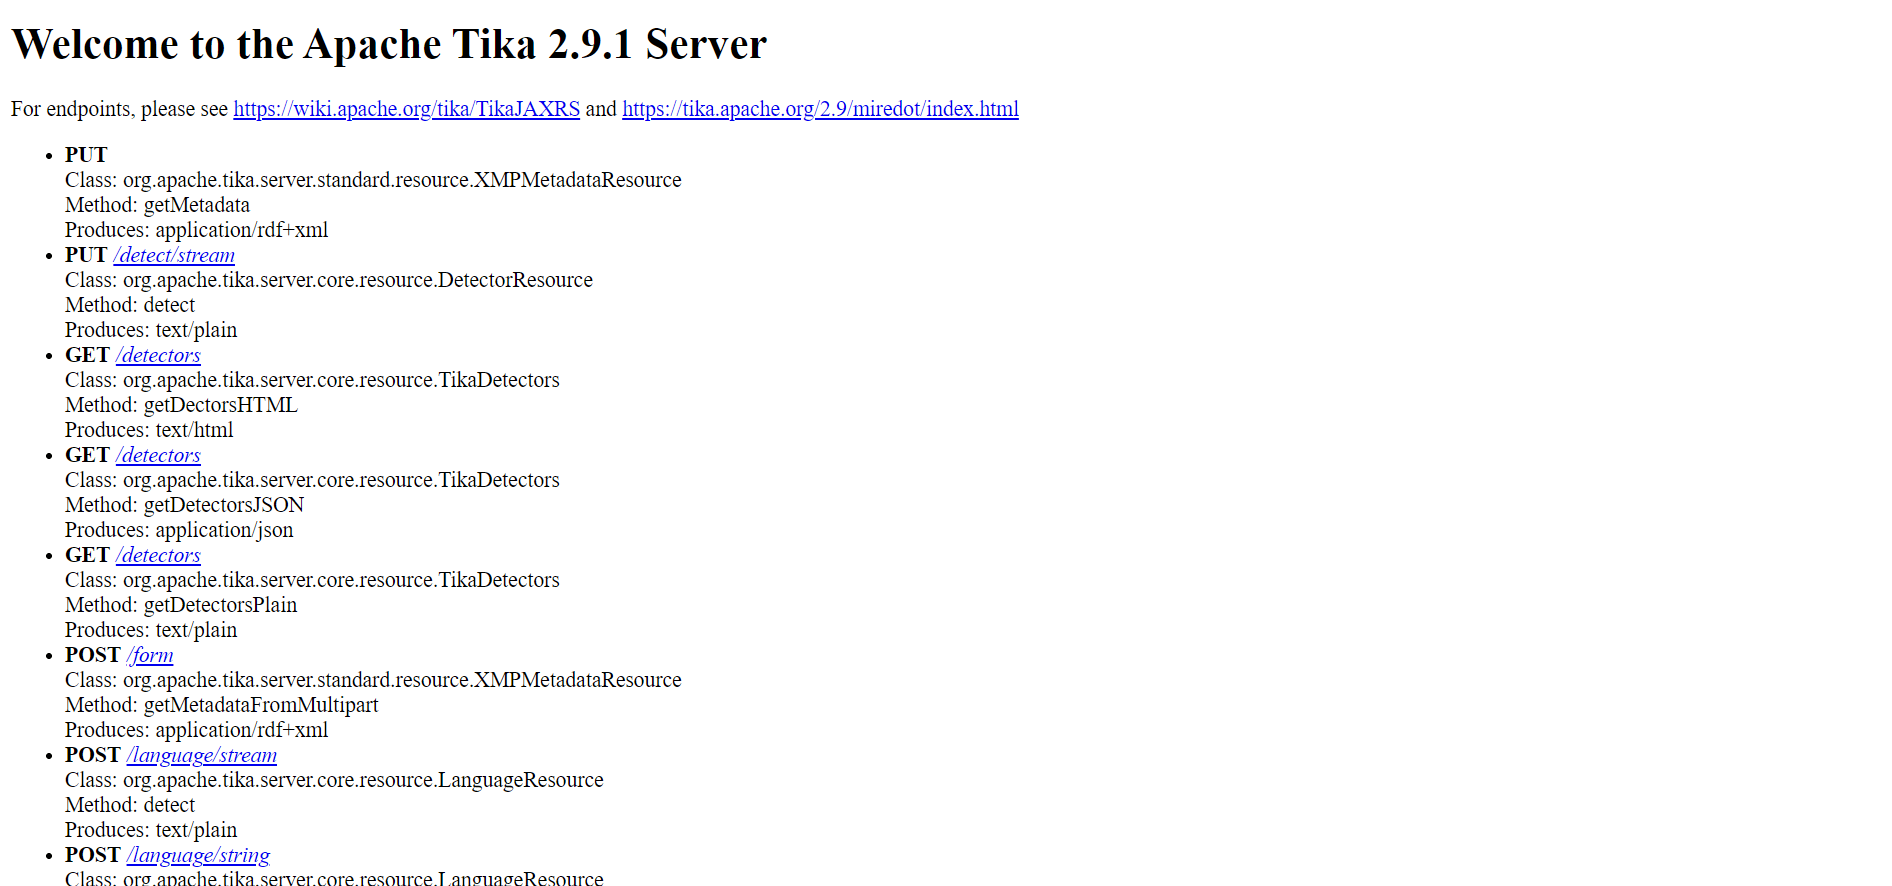 Welcome to the Apache Tika 2.9.1 Server
For endpoints, please see https://wiki.apache.org/tika/TikaJAXRS and https://tika.apache.org/2.9/miredot/index.html
• PUT
Class: org.apache.tika.server.standard.resource.XMPMetadataResource
Method: getMetadata
Produces: application/rdf+xml
• PUT /detect/stream
Class: org.apache.tika.server.core.resource.DetectorResource
Method: detect
Produces: text/plain
• GET /detectors
Class: org.apache.tika.server.core.resource.TikaDetectors
Method: getDectorsHTML
Produces: text/html
• GET /detectors
Class: org.apache.tika.server.core.resource.TikaDetectors
Method: getDetectorsJSON
Produces: application/json
• GET /detectors
Class: org.apache.tika.server.core.resource.TikaDetectors
Method: getDetectorsPlain
Produces: text/plain
• POST /form
Class: org.apache.tika.server.standard.resource.XMPMetadataResource
Method: getMetadataFromMultipart
Produces: application/rdf+xml
• POST /language/stream
Class: org.apache.tika.server.core.resource.LanguageResource
Method: detect
Produces: text/plain
• POST /language/string
Class: org.apache.tika.server.core.resource.LanguageResource